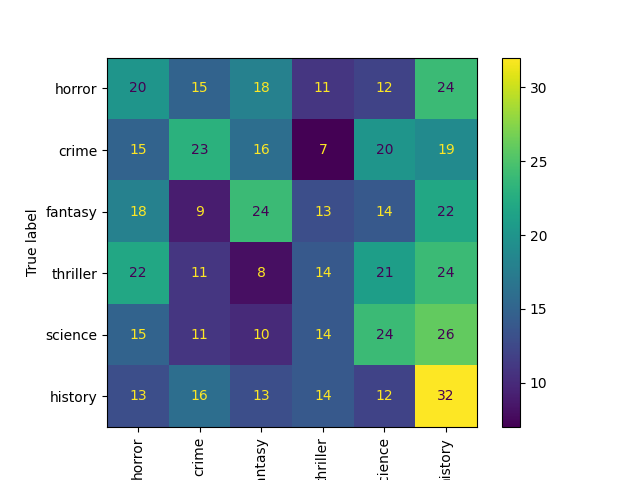 horror 20 15 18 11 12 24
crime 15 23 16 7 20 19
fantasy 18 9 24 13 14 22
thriller 22 11 8 14 21 24
science 15 11 10 14 24 26
history 13 16 13 14 12 32
True label
horror crime ntasy hriller cience istory
30
25
20
15
10